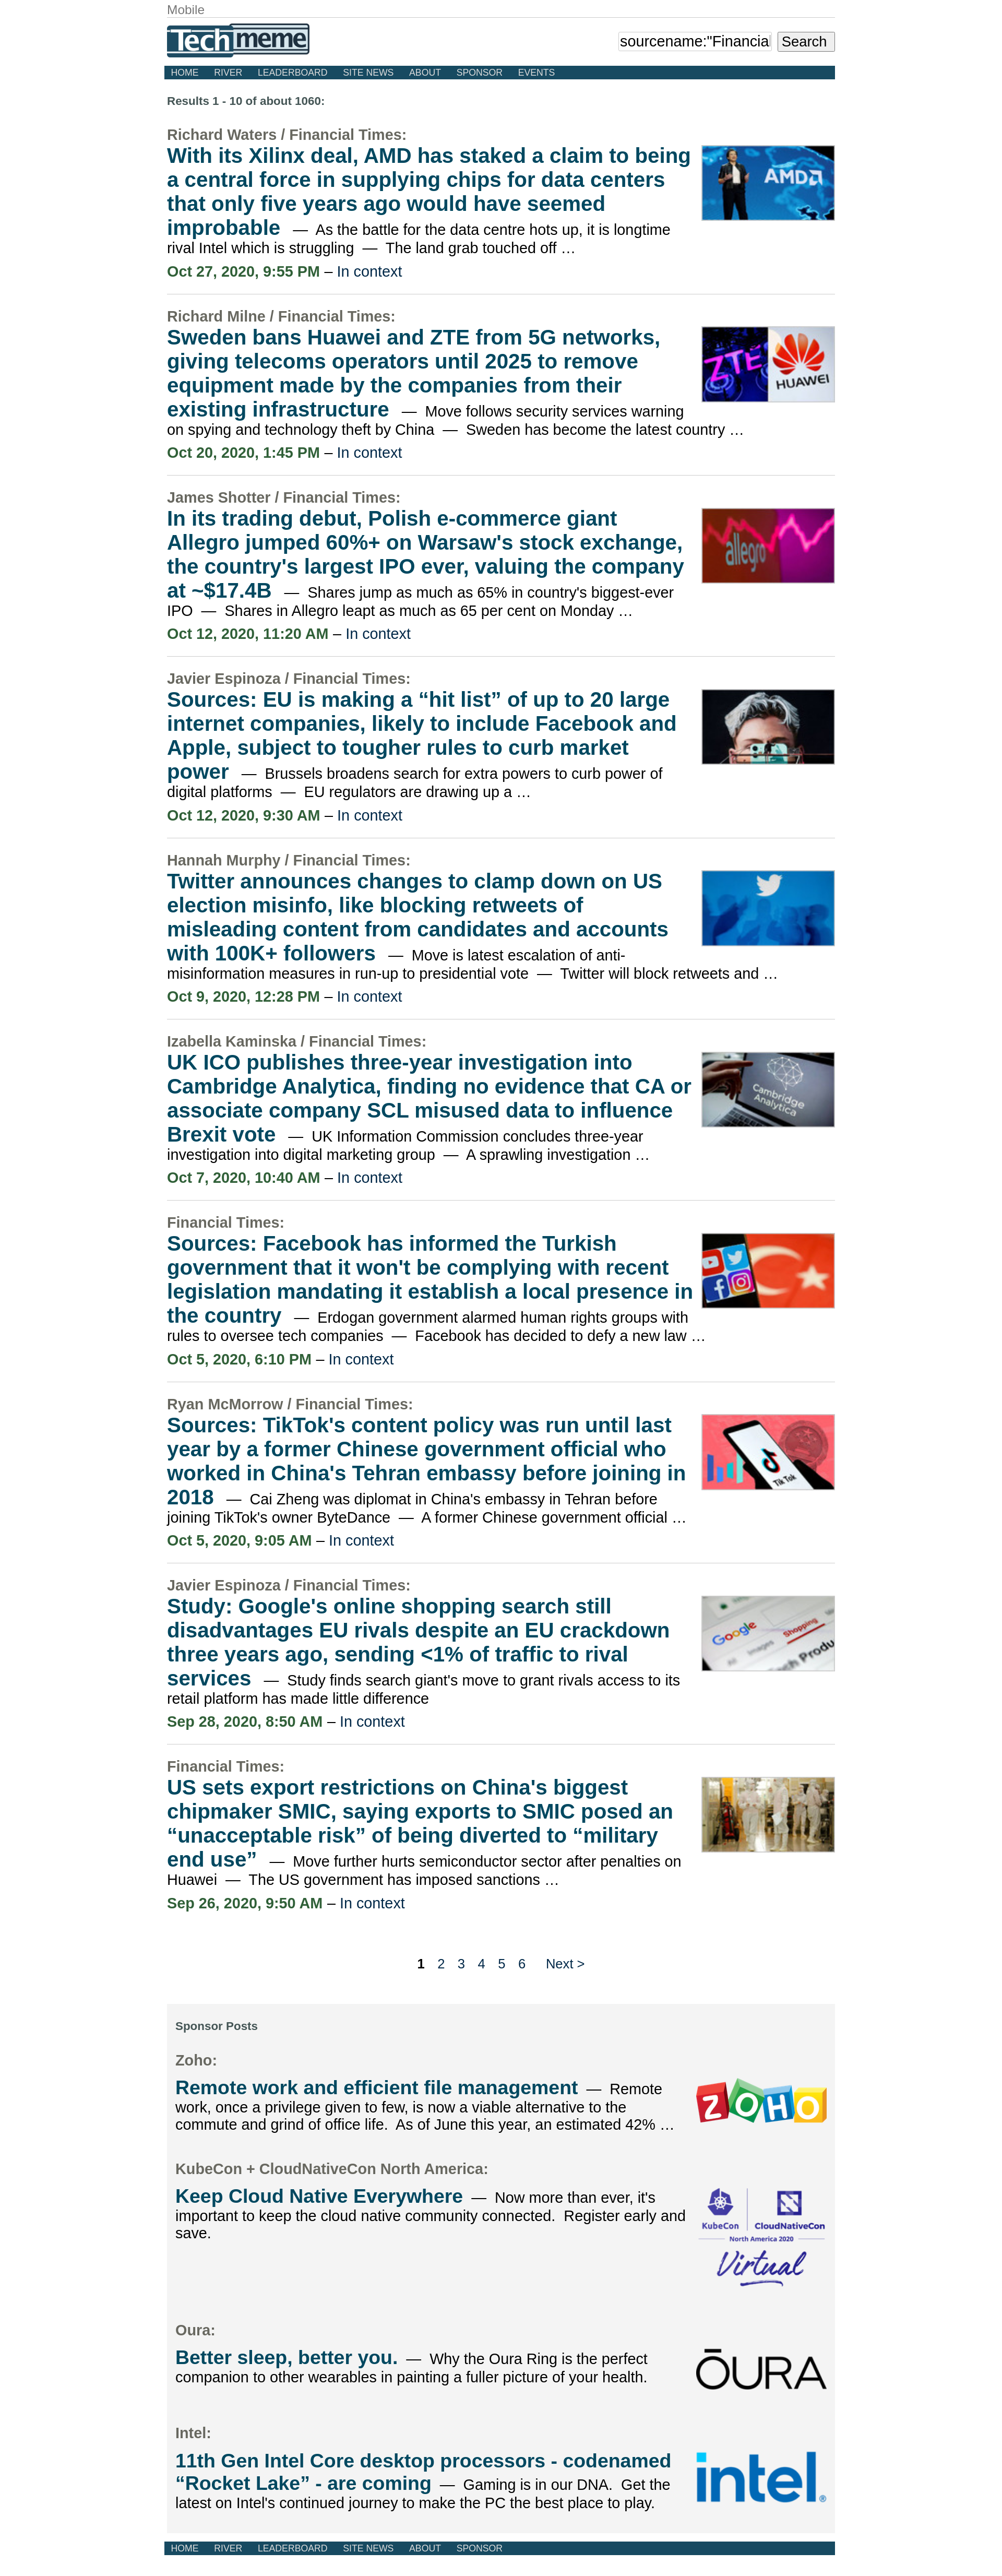 Mobile
Techmeme
sourcename:"Financial
Search
HOME RIVER LEADERBOARD SITE NEWS ABOUT SPONSOR EVENTS
Results 1 - 10 of about 1060:
Richard Waters / Financial Times:
With its Xilinx deal, AMD has staked a claim to being
a central force in supplying chips for data centers
that only five years ago would have seemed
improbable — As the battle for the data centre hots up, it is longtime
rival Intel which is struggling — The land grab touched off …
Oct 27, 2020, 9:55 PM – In context
AMD
Richard Milne / Financial Times:
Sweden bans Huawei and ZTE from 5G networks,
giving telecoms operators until 2025 to remove
equipment made by the companies from their
existing infrastructure — Move follows security services warning
on spying and technology theft by China — Sweden has become the latest country …
Oct 20, 2020, 1:45 PM – In context
ZTE
HUAWEI
James Shotter / Financial Times:
In its trading debut, Polish e-commerce giant
Allegro jumped 60%+ on Warsaw's stock exchange,
the country's largest IPO ever, valuing the company
at ~$17.4B — Shares jump as much as 65% in country's biggest-ever
IPO — Shares in Allegro leapt as much as 65 per cent on Monday …
Oct 12, 2020, 11:20 AM – In context
allegro
Javier Espinoza / Financial Times:
Sources: EU is making a “hit list” of up to 20 large
internet companies, likely to include Facebook and
Apple, subject to tougher rules to curb market
power — Brussels broadens search for extra powers to curb power of
digital platforms — EU regulators are drawing up a …
Oct 12, 2020, 9:30 AM – In context
Hannah Murphy / Financial Times:
Twitter announces changes to clamp down on US
election misinfo, like blocking retweets of
misleading content from candidates and accounts
with 100K+ followers — Move is latest escalation of anti-
misinformation measures in run-up to presidential vote — Twitter will block retweets and …
Oct 9, 2020, 12:28 PM – In context
Izabella Kaminska / Financial Times:
UK ICO publishes three-year investigation into
Cambridge Analytica, finding no evidence that CA or
associate company SCL misused data to influence
Brexit vote — UK Information Commission concludes three-year
investigation into digital marketing group — A sprawling investigation …
Oct 7, 2020, 10:40 AM – In context
Cambridge
Analytica
Financial Times:
Sources: Facebook has informed the Turkish
government that it won't be complying with recent
legislation mandating it establish a local presence in
the country — Erdogan government alarmed human rights groups with
rules to oversee tech companies — Facebook has decided to defy a new law …
Oct 5, 2020, 6:10 PM – In context
Ryan McMorrow / Financial Times:
Sources: TikTok's content policy was run until last
year by a former Chinese government official who
worked in China's Tehran embassy before joining in
2018 — Cai Zheng was diplomat in China's embassy in Tehran before
joining TikTok's owner ByteDance — A former Chinese government official …
Oct 5, 2020, 9:05 AM – In context
TikTok
Javier Espinoza / Financial Times:
Study: Google's online shopping search still
disadvantages EU rivals despite an EU crackdown
three years ago, sending <1% of traffic to rival
services — Study finds search giant's move to grant rivals access to its
retail platform has made little difference
Sep 28, 2020, 8:50 AM – In context
Google
Shopping
Images
All
Financial Times:
US sets export restrictions on China's biggest
chipmaker SMIC, saying exports to SMIC posed an
“unacceptable risk” of being diverted to “military
end use” — Move further hurts semiconductor sector after penalties on
Huawei — The US government has imposed sanctions …
Sep 26, 2020, 9:50 AM – In context
1 2 3 4 5 6 Next >
Sponsor Posts
Zoho:
Remote work and efficient file management — Remote
work, once a privilege given to few, is now a viable alternative to the
commute and grind of office life. As of June this year, an estimated 42% …
ZOHO
KubeCon + CloudNativeCon North America:
Keep Cloud Native Everywhere — Now more than ever, it's
important to keep the cloud native community connected. Register early and
save.
KubeCon CloudNativeCon
North America 2020
Virtual
Oura:
Better sleep, better you. — Why the Oura Ring is the perfect
companion to other wearables in painting a fuller picture of your health.
ŌURA
Intel:
11th Gen Intel Core desktop processors - codenamed
“Rocket Lake” - are coming — Gaming is in our DNA. Get the
latest on Intel's continued journey to make the PC the best place to play.
intel®
HOME RIVER LEADERBOARD SITE NEWS ABOUT SPONSOR